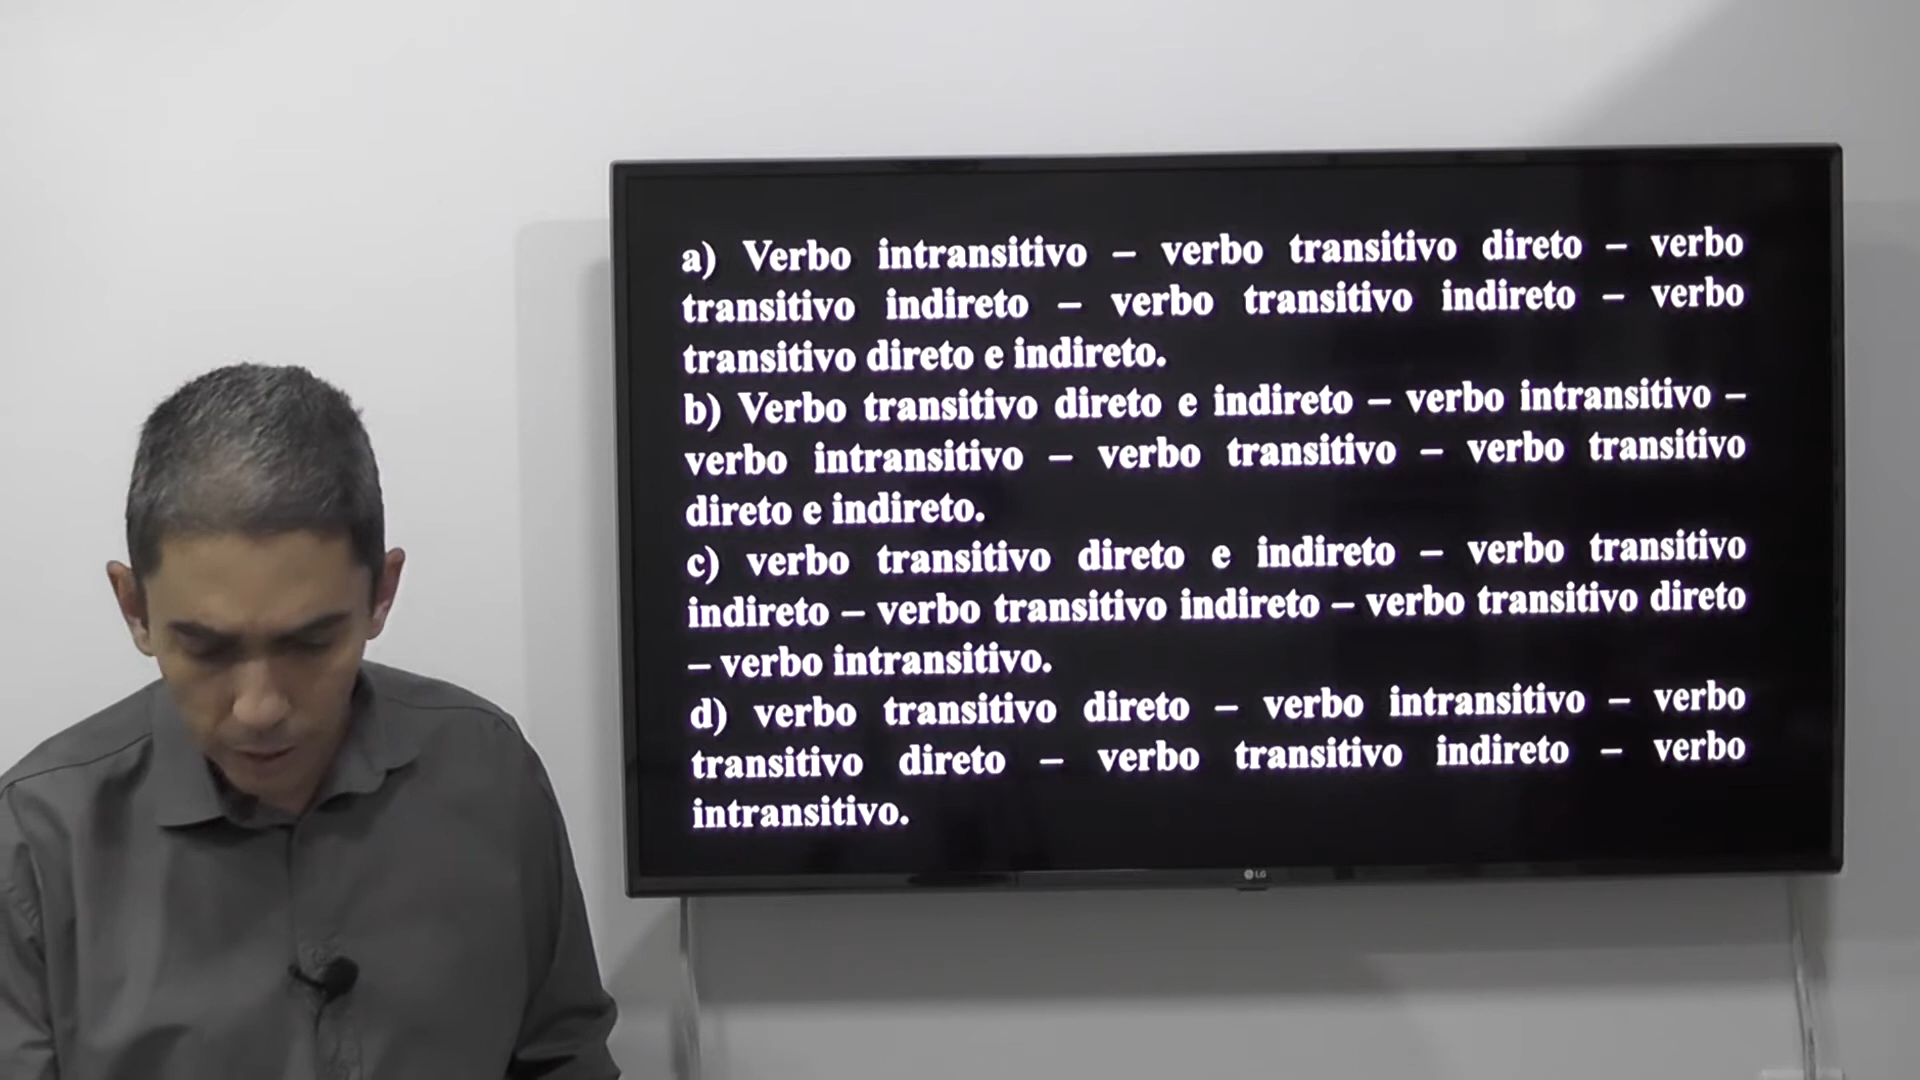 a) Verbo intransitivo – verbo transitivo direto – verbo
transitivo indireto – verbo transitivo indireto – verbo
transitivo direto e indireto.
b) Verbo transitivo direto e indireto – verbo intransitivo –
verbo intransitivo – verbo transitivo – verbo transitivo
direto e indireto.
c) verbo transitivo direto e indireto – verbo transitivo
indireto – verbo transitivo indireto – verbo transitivo direto
– verbo intransitivo.
d) verbo transitivo direto – verbo intransitivo – verbo
transitivo direto – verbo transitivo indireto – verbo
intransitivo.
LG